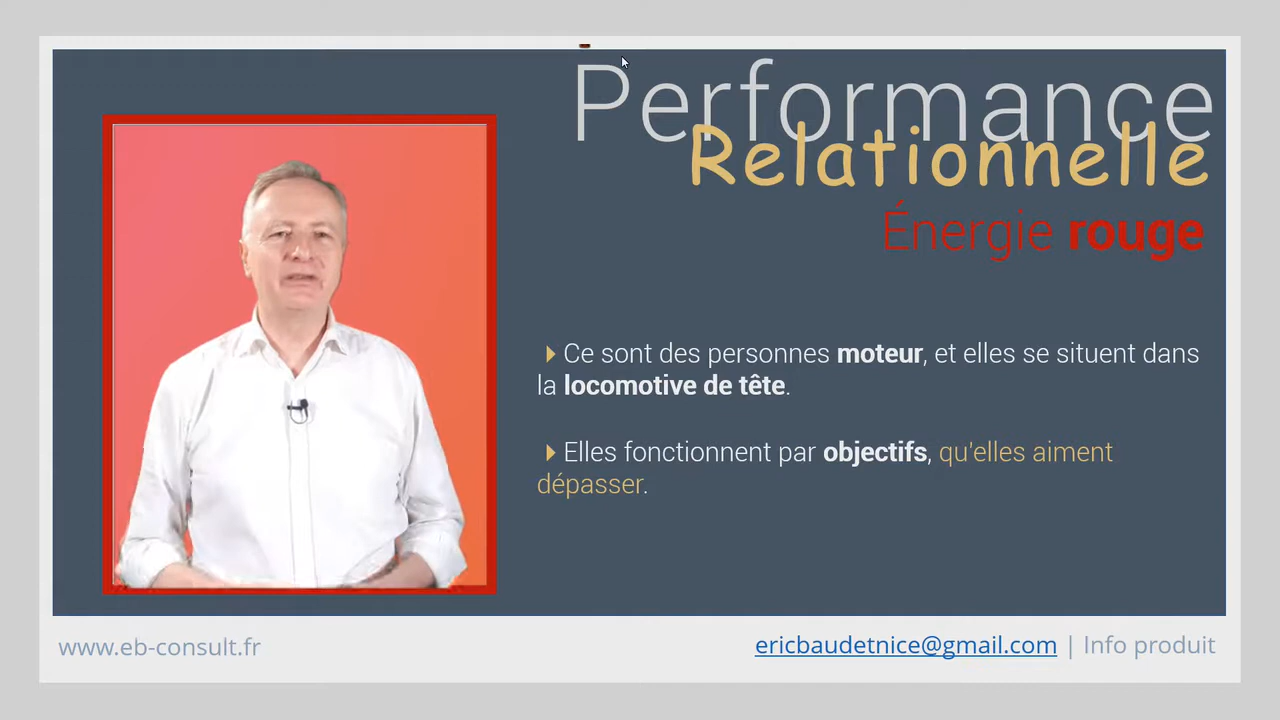 Performance
Relationnelle
Énergie rouge
Ce sont des personnes moteur, et elles se situent dans
la locomotive de tête.
Elles fonctionnent par objectifs, qu'elles aiment
dépasser.
www.eb-consult.fr
ericbaudetnice@gmail.com | Info produit